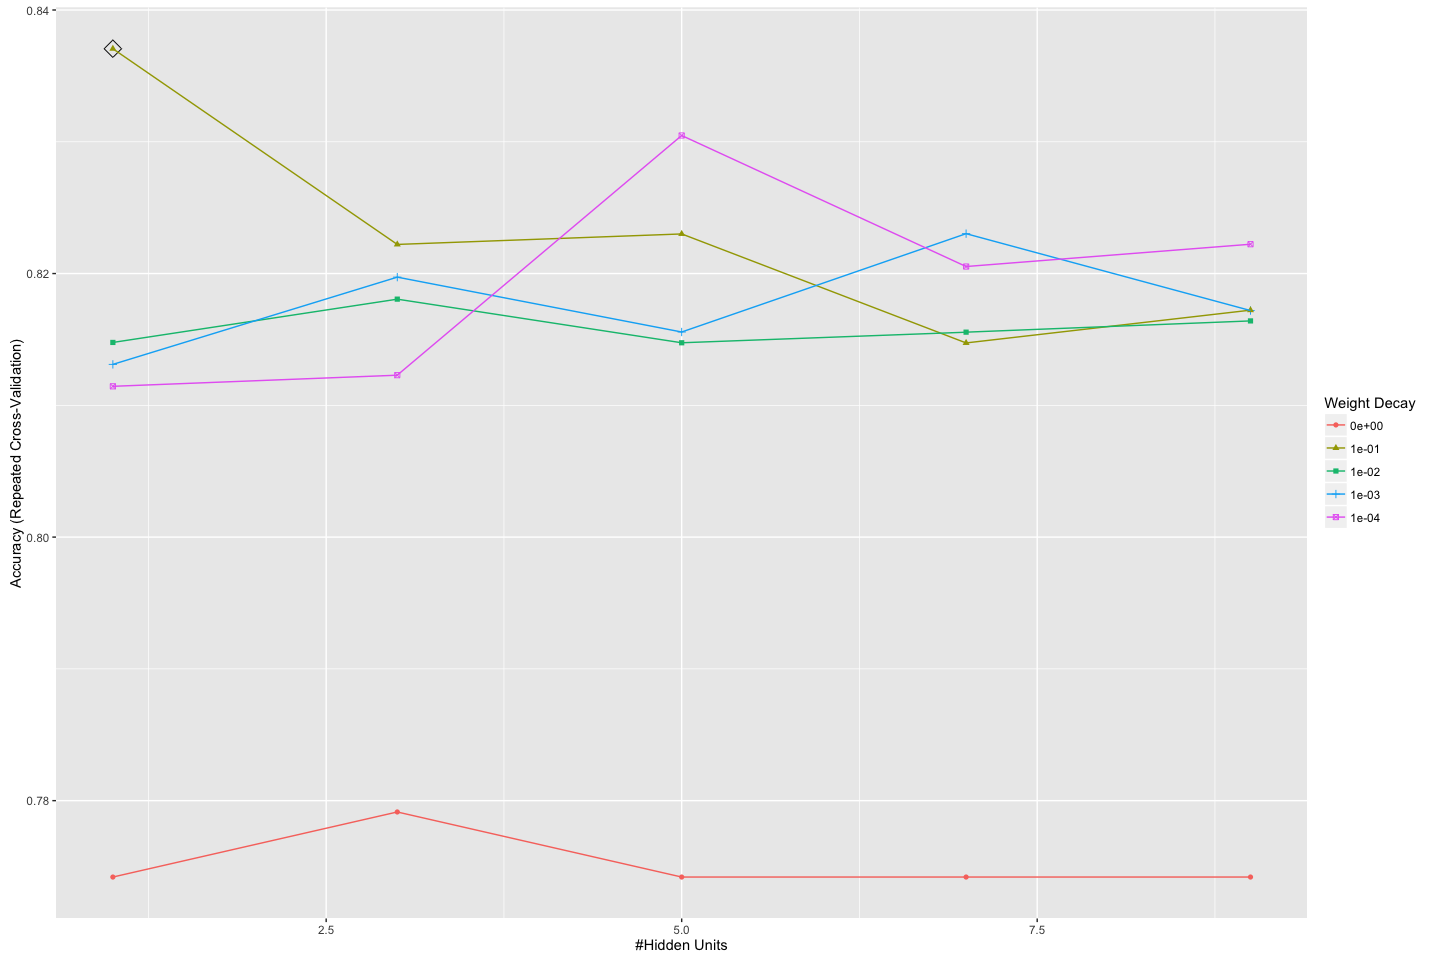 0.84
0.82
0.80
0.78
Accuracy (Repeated Cross-Validation)
2.5
5.0
7.5
#Hidden Units
Weight Decay
0e+00
1e-01
1e-02
1e-03
1e-04